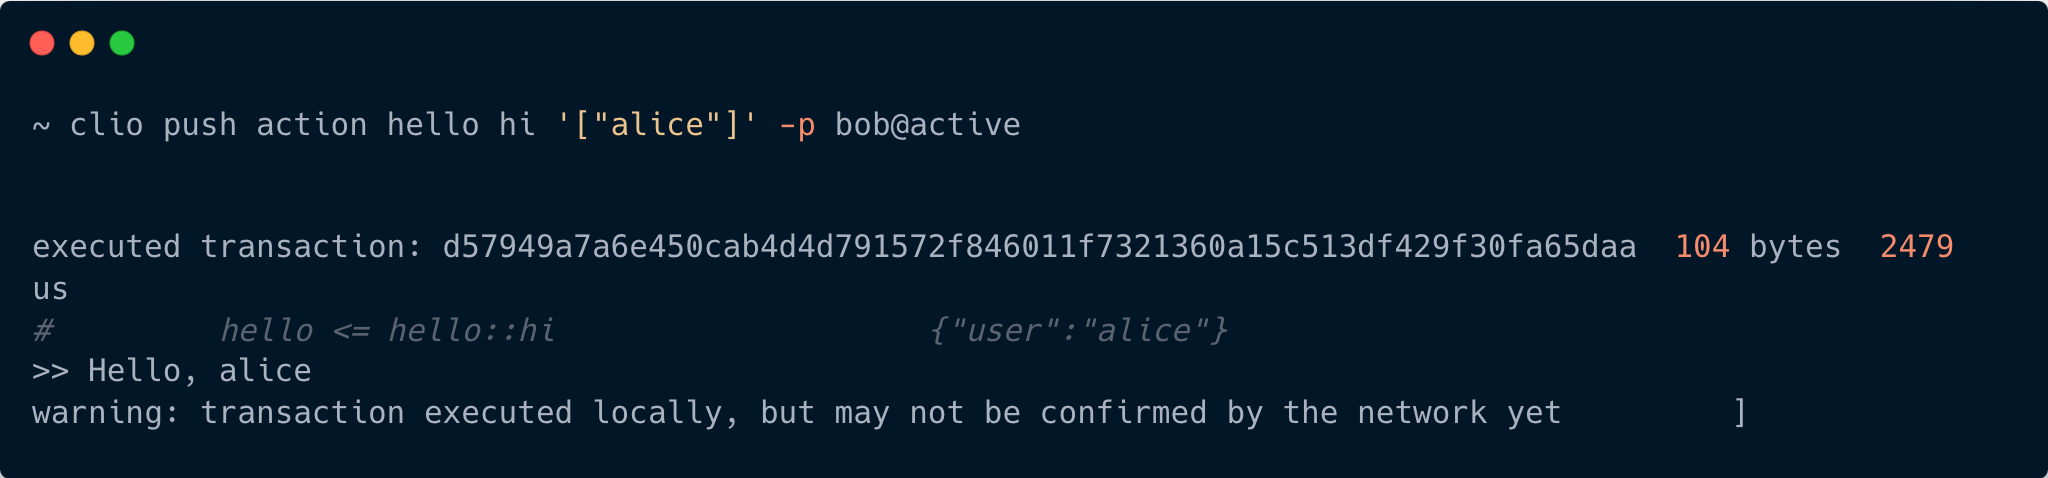 ~ clio push action hello hi '["alice"]' -p bob@active
executed transaction: d57949a7a6e450cab4d4d791572f846011f7321360a15c513df429f30fa65daa  104 bytes  2479
us
#         hello <= hello::hi                    {"user":"alice"}
>> Hello, alice
warning: transaction executed locally, but may not be confirmed by the network yet         ]